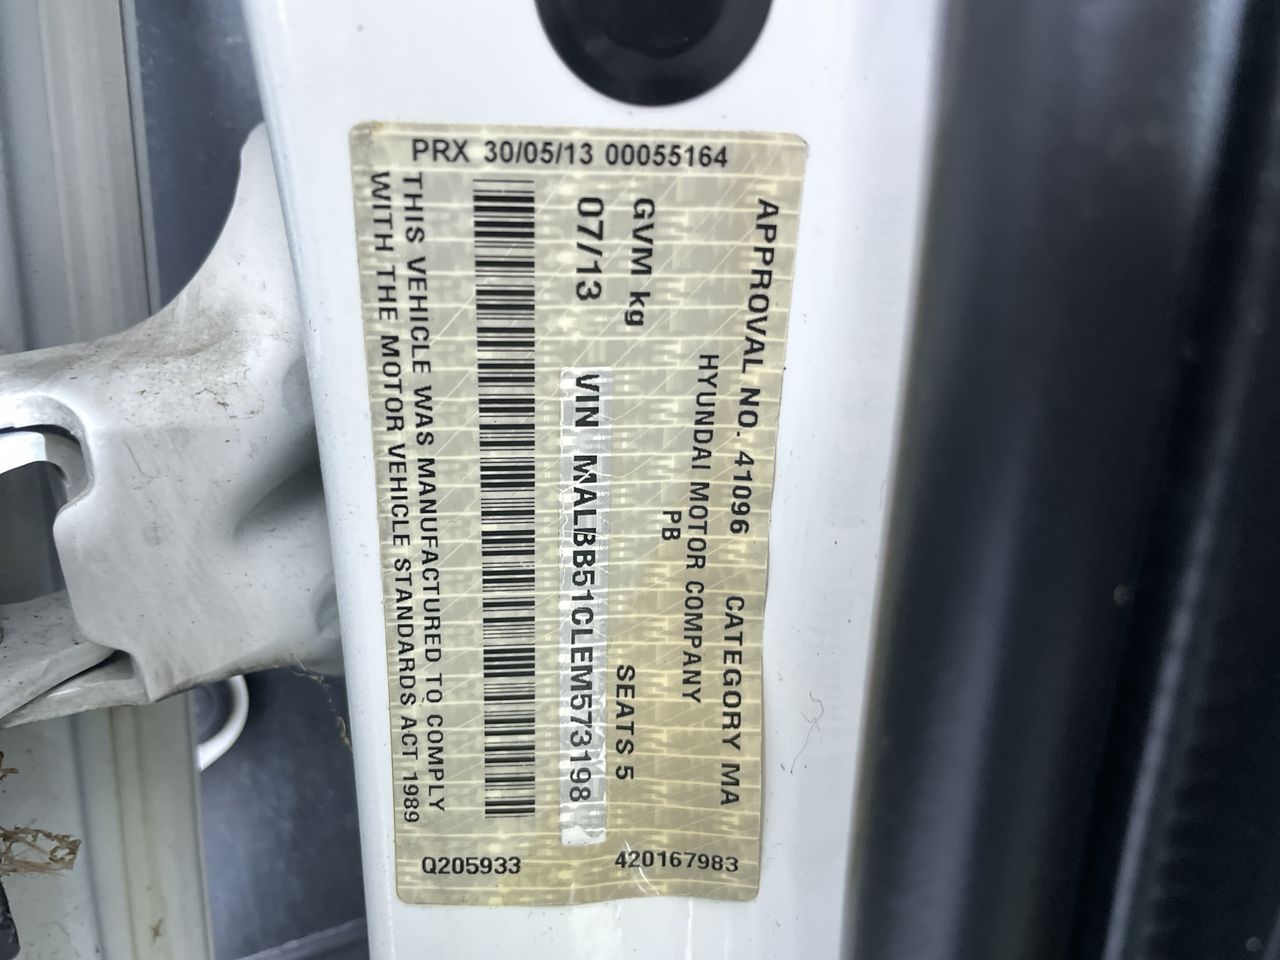 PRX 30/05/13 00055164
APPROVAL NO. 41096 CATEGORY MA
HYUNDAI MOTOR COMPANY
PB
GVM kg SEATS 5
07/13 VIN MALBB51CLEM573198
THIS VEHICLE WAS MANUFACTURED TO COMPLY
WITH THE MOTOR VEHICLE STANDARDS ACT 1989
Q205933 420167983